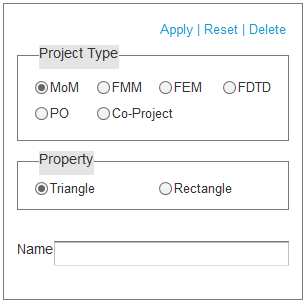 Apply | Reset | Delete
Project Type
MoM FMM FEM FDTD
PO Co-Project
Property
Triangle Rectangle
Name